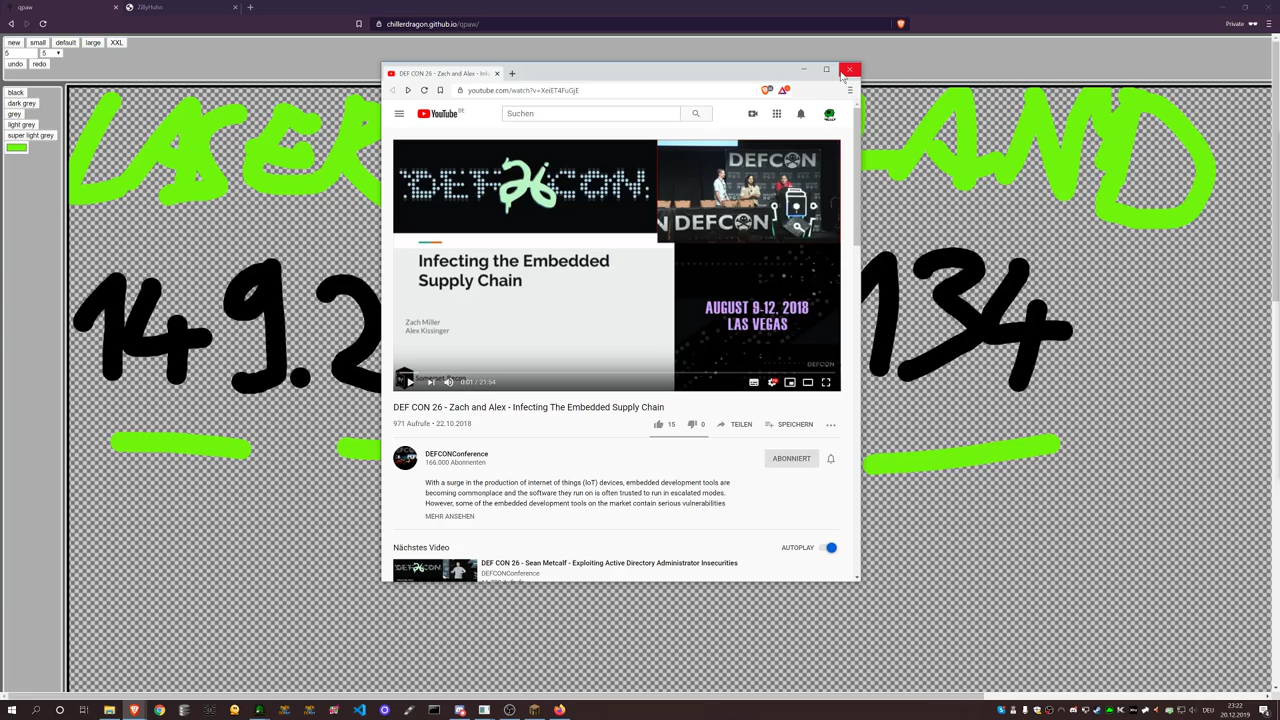 qpaw
ZillyHuhn
chillerdragon.github.io/qpaw/
Private
new small default large XXL
5 5
undo redo
black
dark grey
grey
light grey
super light grey
LASER
AND
149.2
134
DEF CON 26 - Zach and Alex - Inf
youtube.com/watch?v=XeiET4FuGjE
YouTube DE
Suchen
DEF CON
DEFCON
DEFCON
Infecting the Embedded
Supply Chain
Zach Miller
Alex Kissinger
AUGUST 9-12, 2018
LAS VEGAS
DEFCON
Somerset Recon
0:01 / 21:54
DEF CON 26 - Zach and Alex - Infecting The Embedded Supply Chain
971 Aufrufe • 22.10.2018
15 0 TEILEN SPEICHERN
DEFCONConference
166.000 Abonnenten
ABONNIERT
With a surge in the production of internet of things (IoT) devices, embedded development tools are
becoming commonplace and the software they run on is often trusted to run in escalated modes.
However, some of the embedded development tools on the market contain serious vulnerabilities
MEHR ANSEHEN
Nächstes Video
AUTOPLAY
DEF CON 26 - Sean Metcalf - Exploiting Active Directory Administrator Insecurities
DEFCONConference
23:22
20.12.2019